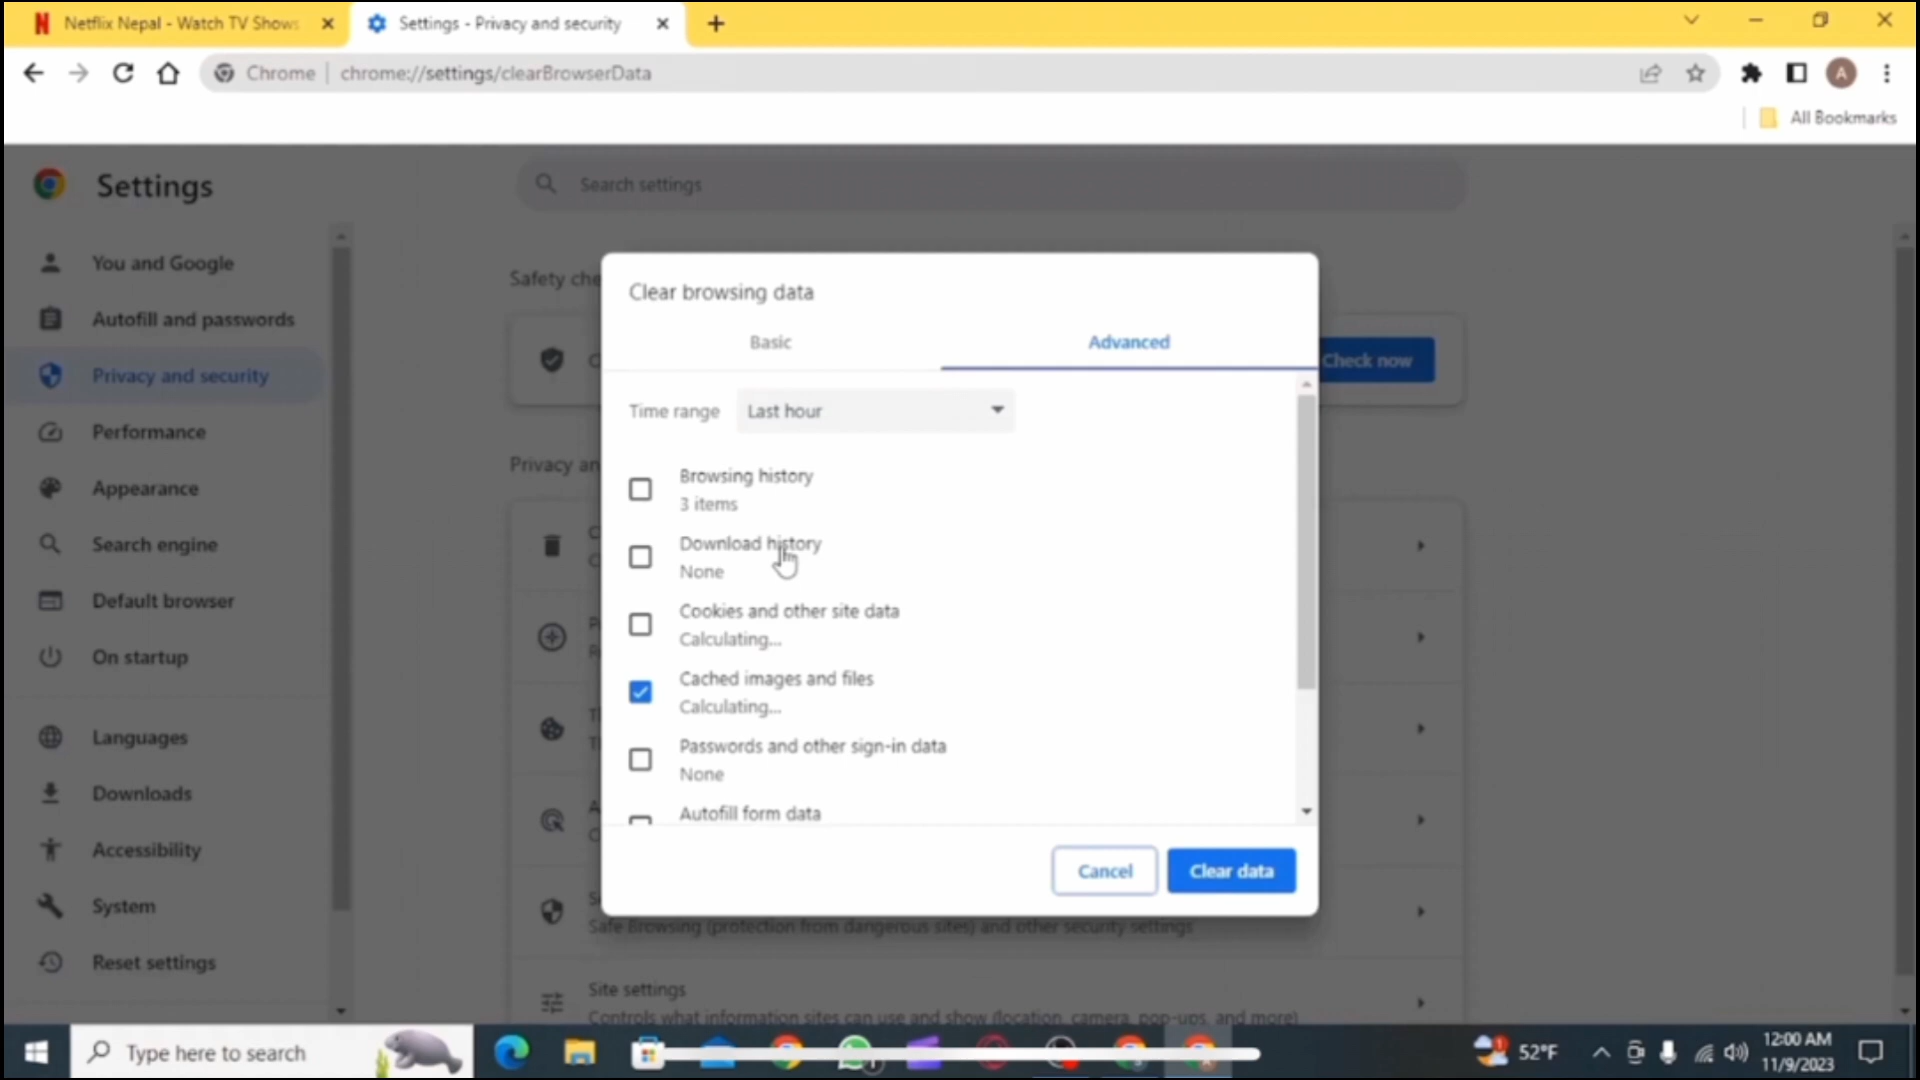 Netflix Nepal - Watch TV Shows
Settings - Privacy and security
Chrome
chrome://settings/clearBrowserData
A
All Bookmarks
Settings
Search settings
You and Google
Autofill and passwords
Privacy and security
Performance
Appearance
Search engine
Default browser
On startup
Languages
Downloads
Accessibility
System
Reset settings
Safety che
Check now
Privacy an
Clear browsing data
Basic
Advanced
Time range
Last hour
Browsing history
3 items
Download history
None
Cookies and other site data
Calculating...
Cached images and files
Calculating...
Passwords and other sign-in data
None
Autofill form data
Cancel
Clear data
Safe Browsing (protection from dangerous sites) and other security settings
Site settings
Controls what information sites can use and show (location, camera, pop-ups, and more)
Type here to search
52°F
12:00 AM
11/9/2023